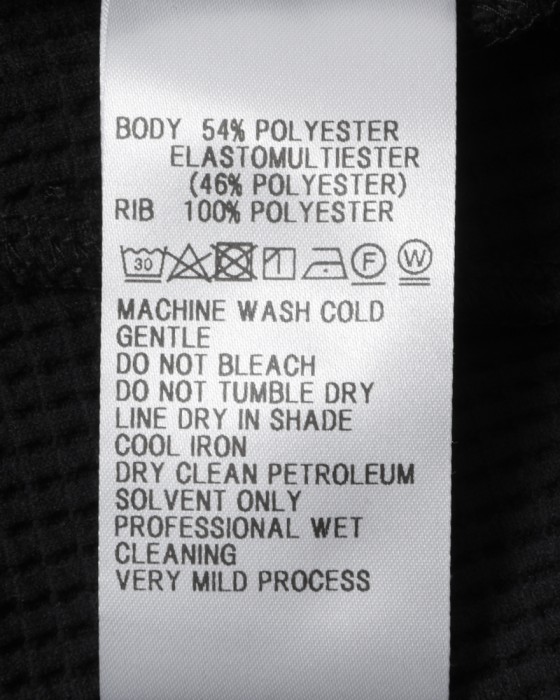 BODY 54% POLYESTER
ELASTOMULTIESTER
(46% POLYESTER)
RIB 100% POLYESTER
30 F W
MACHINE WASH COLD
GENTLE
DO NOT BLEACH
DO NOT TUMBLE DRY
LINE DRY IN SHADE
COOL IRON
DRY CLEAN PETROLEUM
SOLVENT ONLY
PROFESSIONAL WET
CLEANING
VERY MILD PROCESS